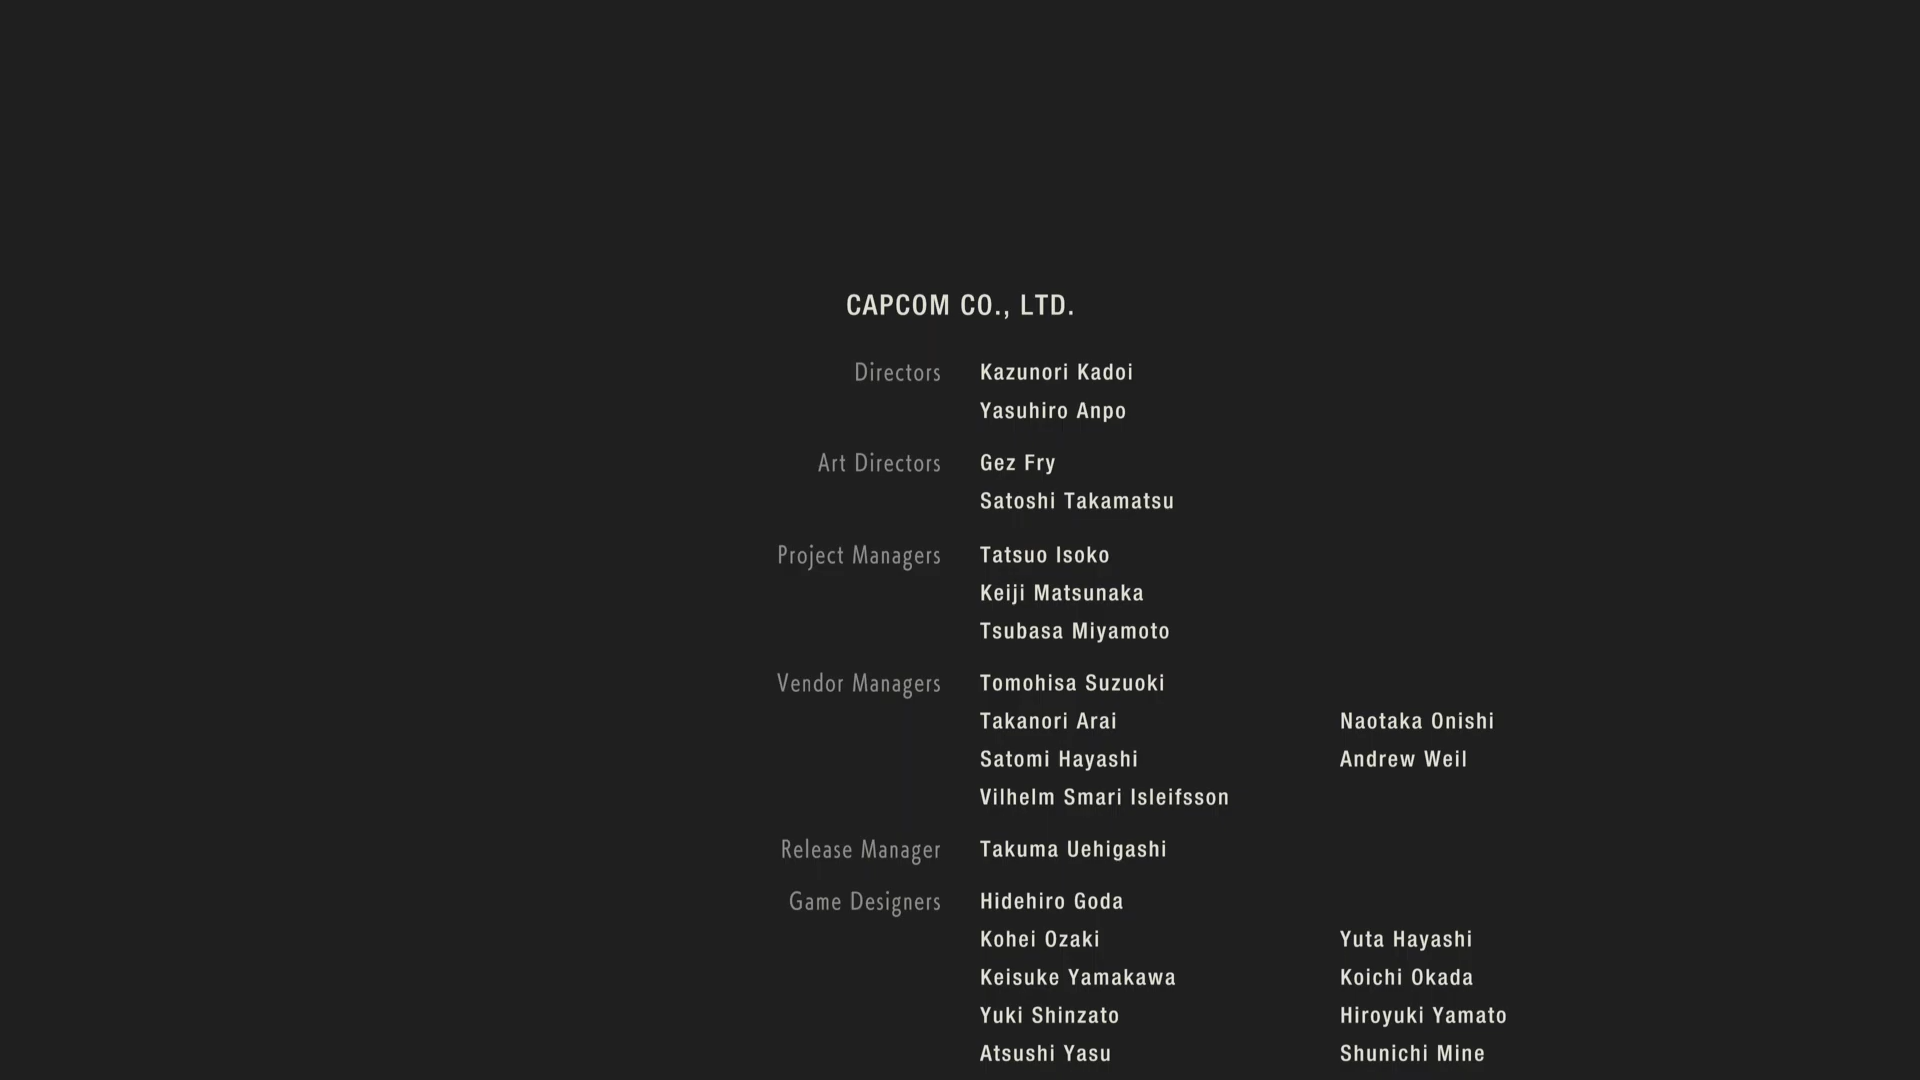 CAPCOM CO., LTD.
Directors Kazunori Kadoi
Yasuhiro Anpo
Art Directors Gez Fry
Satoshi Takamatsu
Project Managers Tatsuo Isoko
Keiji Matsunaka
Tsubasa Miyamoto
Vendor Managers Tomohisa Suzuoki
Takanori Arai Naotaka Onishi
Satomi Hayashi Andrew Weil
Vilhelm Smari Isleifsson
Release Manager Takuma Uehigashi
Game Designers Hidehiro Goda
Kohei Ozaki Yuta Hayashi
Keisuke Yamakawa Koichi Okada
Yuki Shinzato Hiroyuki Yamato
Atsushi Yasu Shunichi Mine